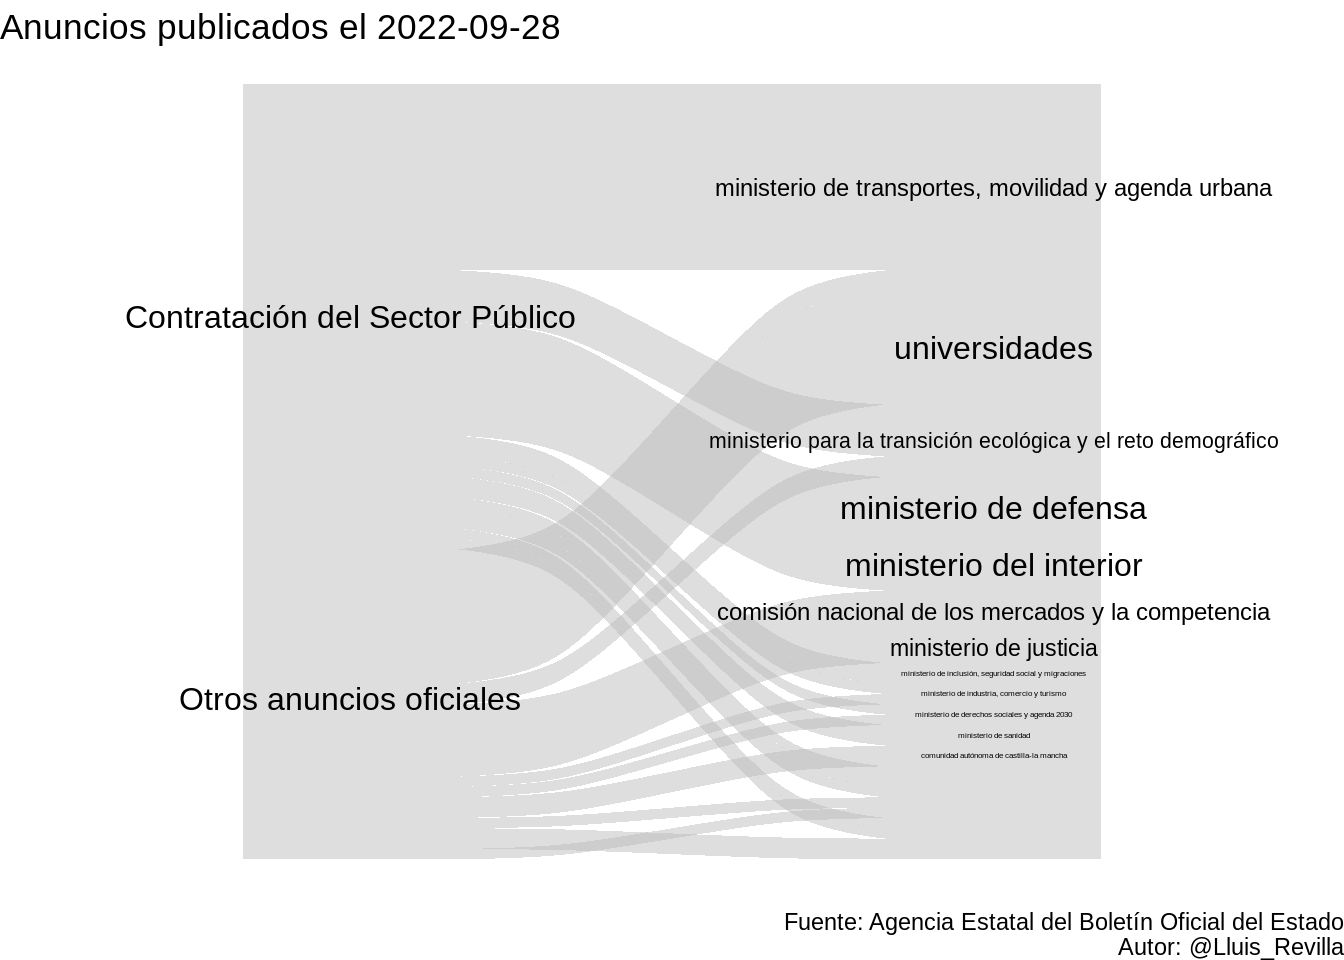 Anuncios publicados el 2022-09-28
ministerio de transportes, movilidad y agenda urbana
Contratación del Sector Público
universidades
ministerio para la transición ecológica y el reto demográfico
ministerio de defensa
ministerio del interior
comisión nacional de los mercados y la competencia
ministerio de justicia
ministerio de inclusión, seguridad social y migraciones
Otros anuncios oficiales
ministerio de industria, comercio y turismo
ministerio de derechos sociales y agenda 2030
ministerio de sanidad
comunidad autónoma de castilla-la mancha
Fuente: Agencia Estatal del Boletín Oficial del Estado
Autor: @Lluis_Revilla